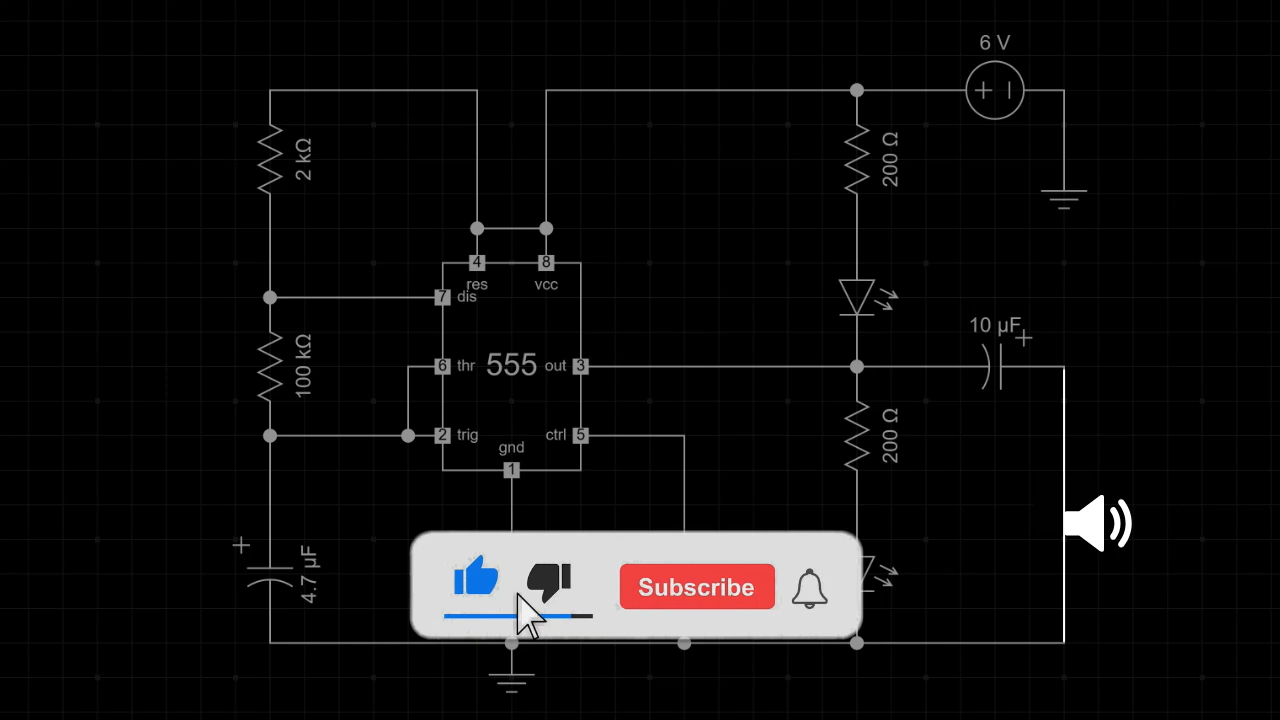 6 V
2 kΩ
200 Ω
4
8
res
vcc
7
dis
100 kΩ
6
thr
555
out
3
10 µF
+
2
trig
ctrl
5
200 Ω
gnd
1
+
4.7 µF
Subscribe